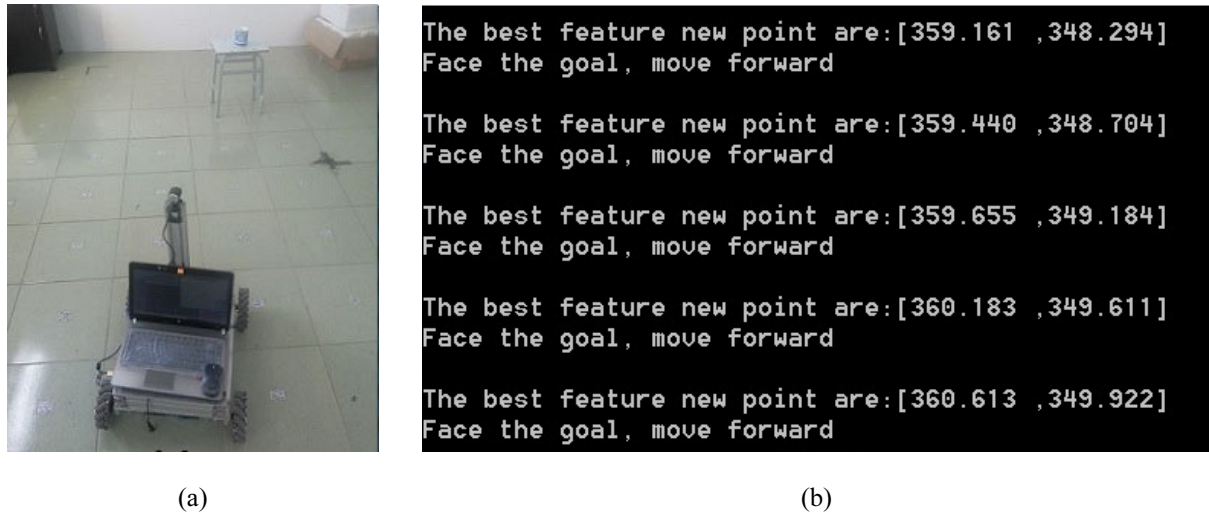 The best feature new point are:[359.161 ,348.294]
Face the goal, move forward
The best feature new point are:[359.440 ,348.704]
Face the goal, move forward
The best feature new point are:[359.655 ,349.184]
Face the goal, move forward
The best feature new point are:[360.183 ,349.611]
Face the goal, move forward
The best feature new point are:[360.613 ,349.922]
Face the goal, move forward
(a)
(b)